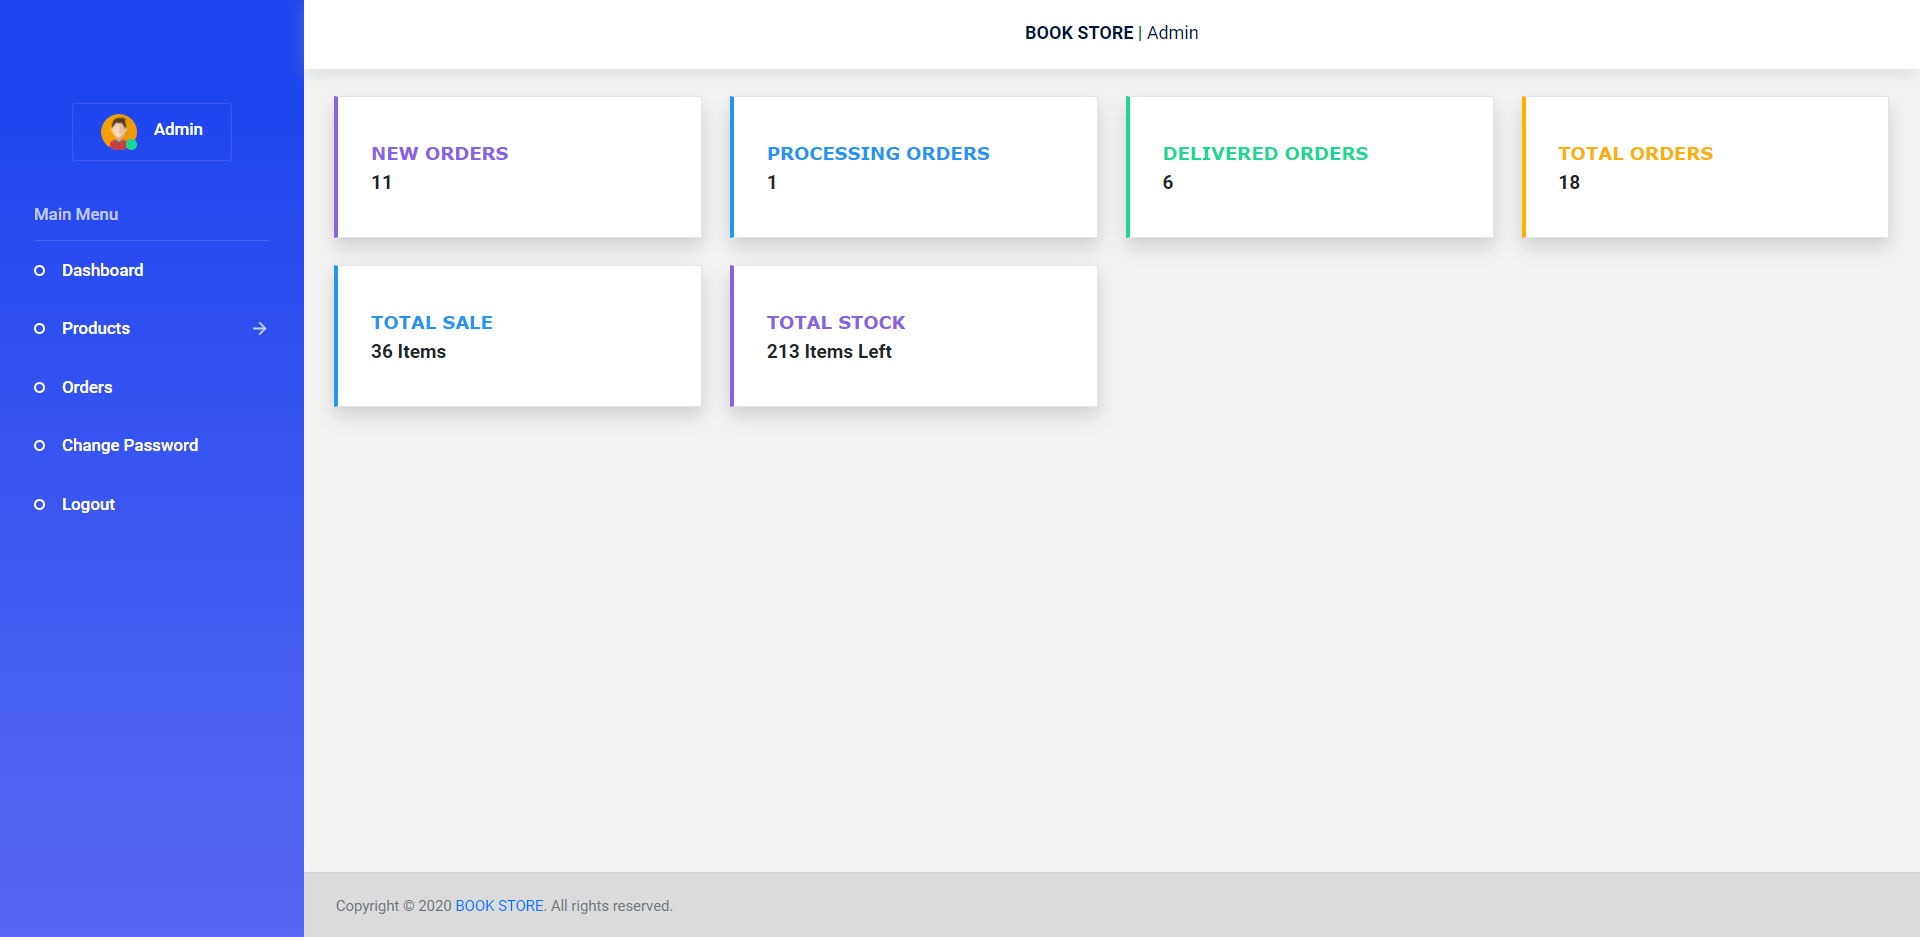 BOOK STORE | Admin
Admin
Main Menu
Dashboard
Products
Orders
Change Password
Logout
NEW ORDERS
11
PROCESSING ORDERS
1
DELIVERED ORDERS
6
TOTAL ORDERS
18
TOTAL SALE
36 Items
TOTAL STOCK
213 Items Left
Copyright © 2020 BOOK STORE. All rights reserved.